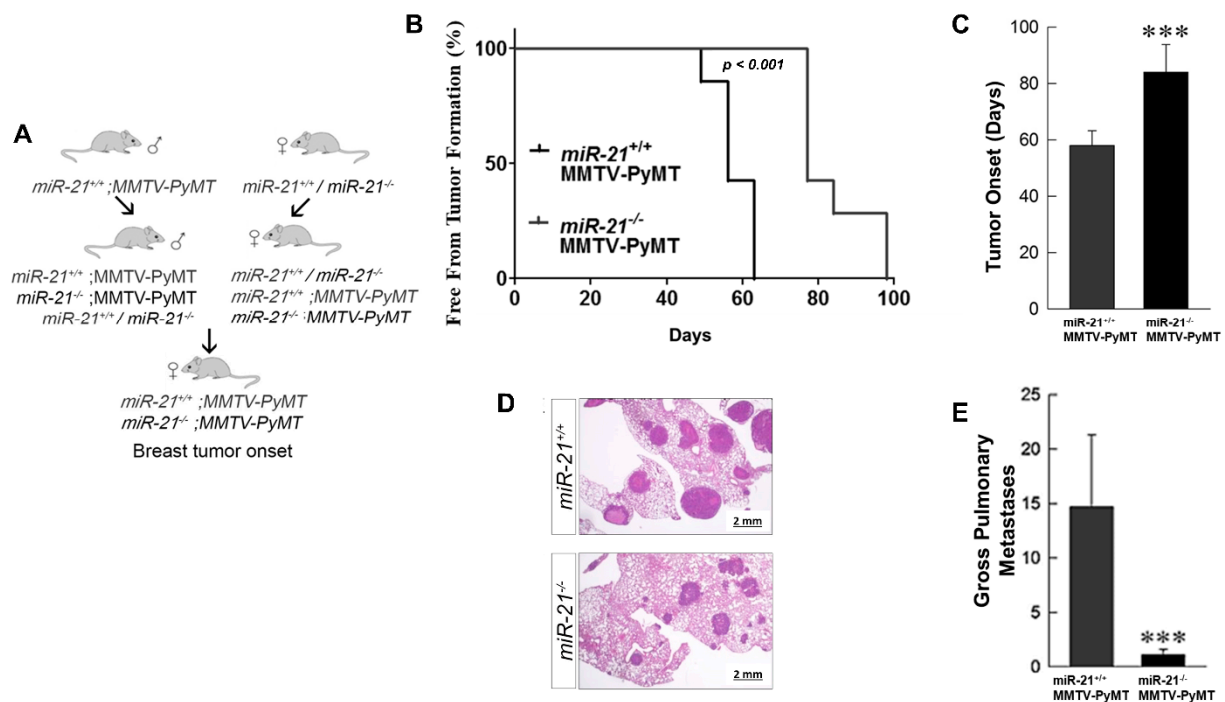 A
♂
♀
miR-21+/+ ;MMTV-PyMT
miR-21+/+ / miR-21-/-
♂
♀
miR-21+/+ ;MMTV-PyMT
miR-21-/- ;MMTV-PyMT
miR-21+/+ / miR-21-/-
miR-21+/+ / miR-21-/-
miR-21+/+ ;MMTV-PyMT
miR-21-/- ;MMTV-PyMT
♀
miR-21+/+ ;MMTV-PyMT
miR-21-/- ;MMTV-PyMT
Breast tumor onset
B
Free From Tumor Formation (%)
100
50
0
p < 0.001
miR-21+/+
MMTV-PyMT
miR-21-/-
MMTV-PyMT
0 20 40 60 80 100
Days
C
Tumor Onset (Days)
100
80
60
40
20
0
***
miR-21+/+
MMTV-PyMT
miR-21-/-
MMTV-PyMT
D
miR-21+/+
2 mm
miR-21-/-
2 mm
E
Gross Pulmonary
Metastases
25
20
15
10
5
0
***
miR-21+/+
MMTV-PyMT
miR-21-/-
MMTV-PyMT